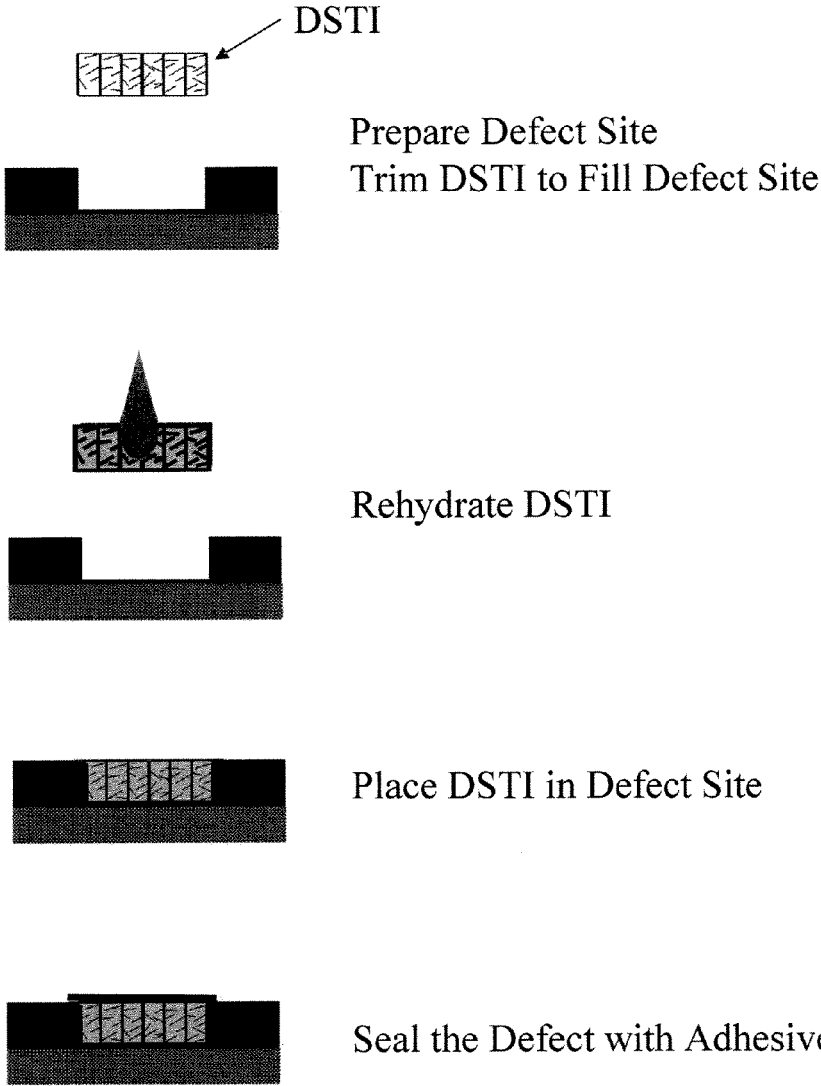 DSTI
Prepare Defect Site
Trim DSTI to Fill Defect Site
Rehydrate DSTI
Place DSTI in Defect Site
Seal the Defect with Adhesive